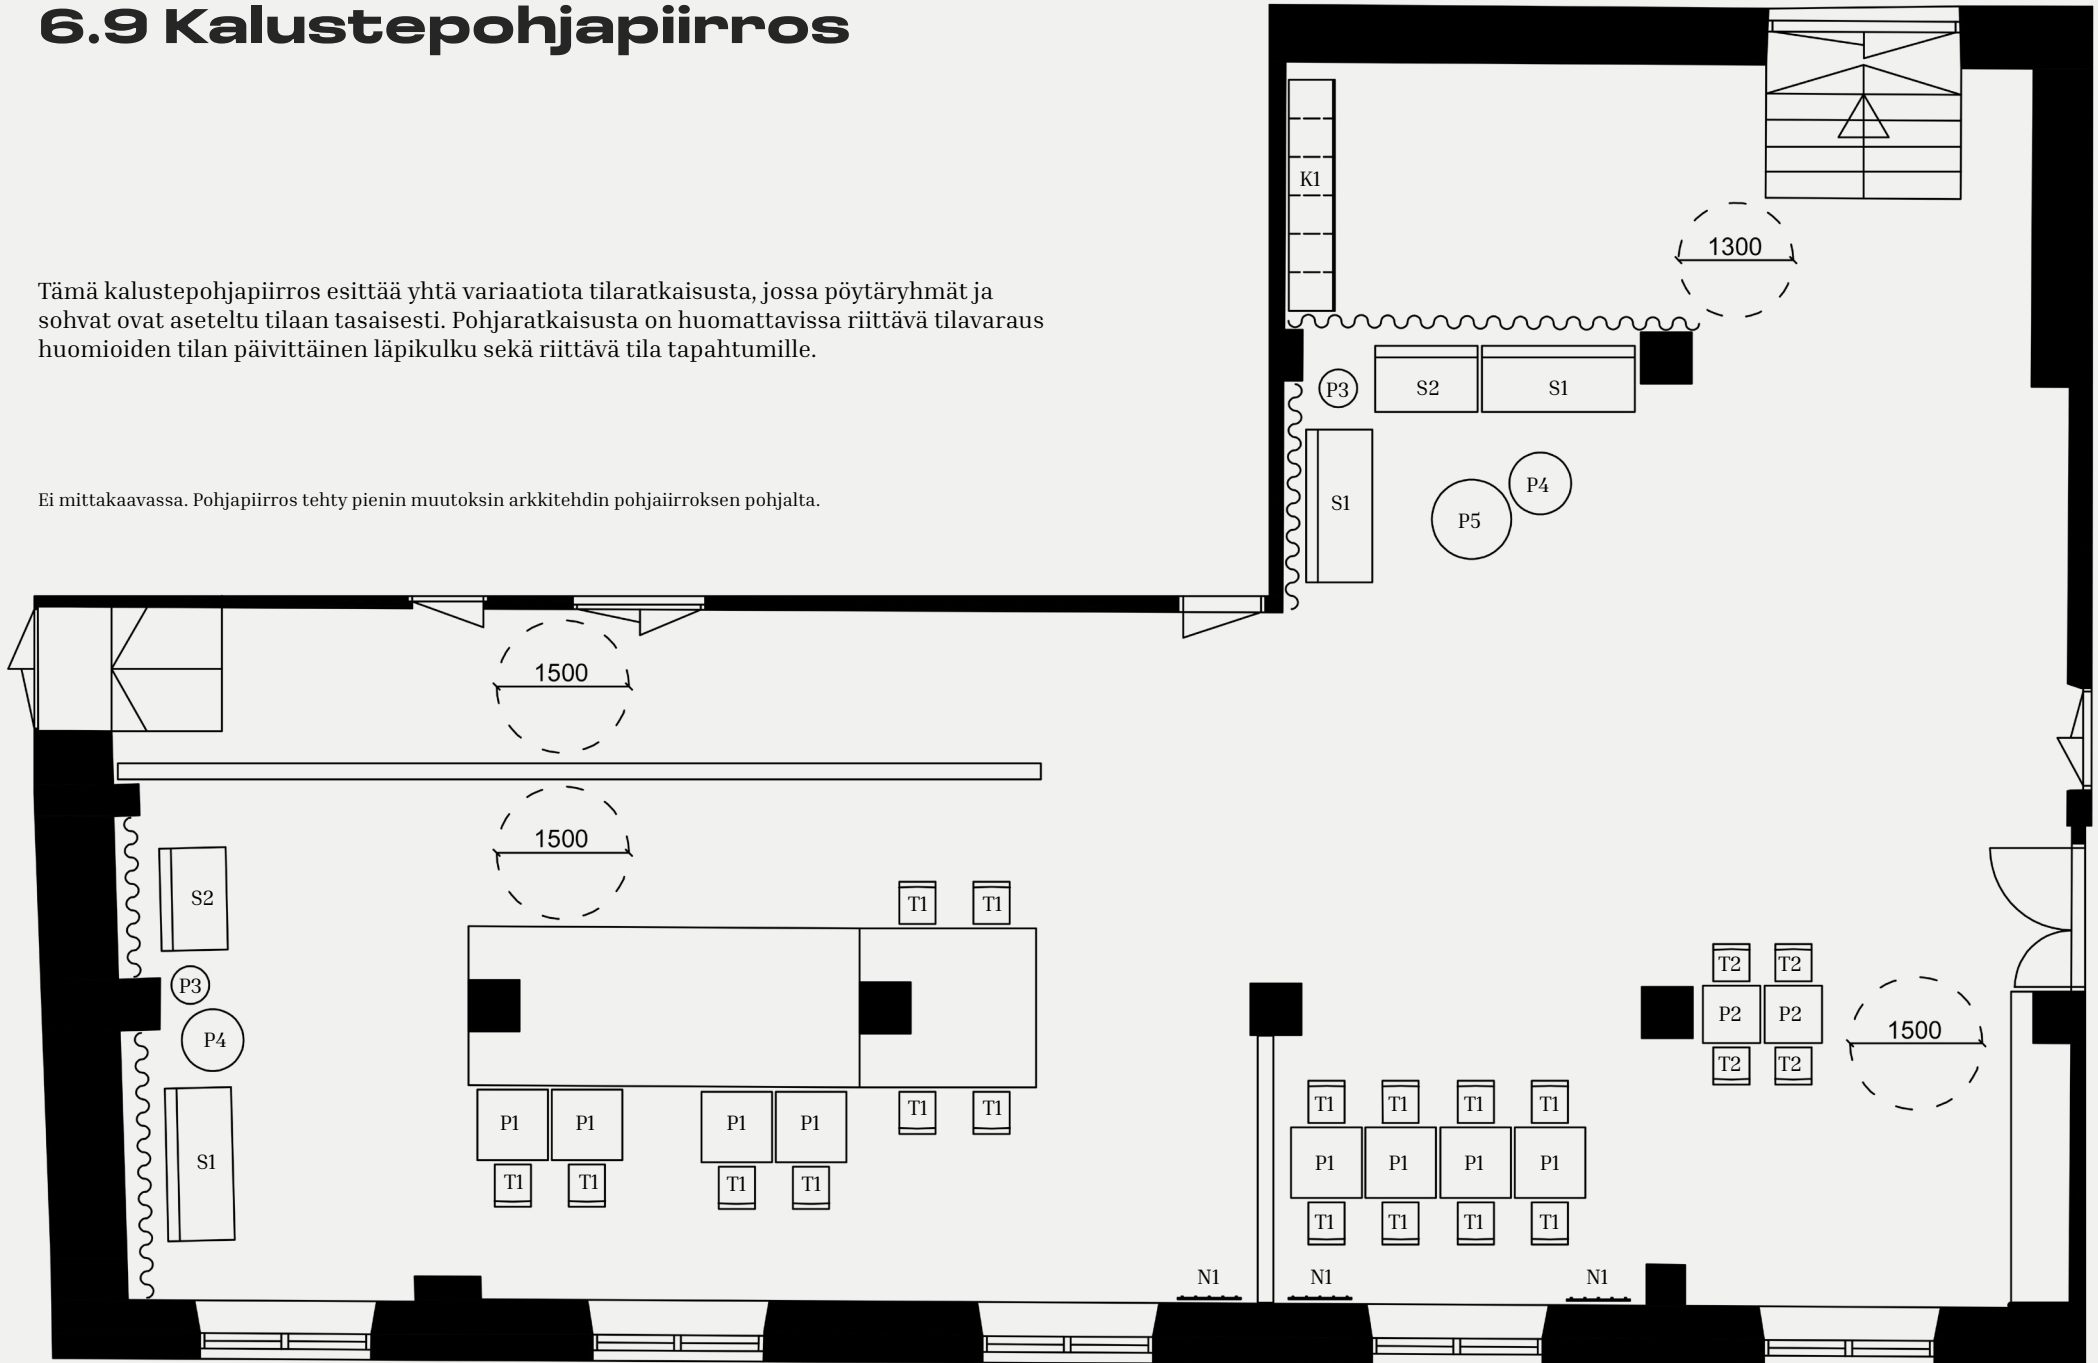 6.9 Kalustepohjapiirros
K1
1300
Tämä kalustepohjapiirros esittää yhtä variaatiota tilaratkaisusta, jossa pöytäryhmät ja
sohvat ovat aseteltu tilaan tasaisesti. Pohjaratkaisusta on huomattavissa riittävä tilavaraus
huomioiden tilan päivittäinen läpikulku sekä riittävä tila tapahtumille.
P3 S2 S1
Ei mittakaavassa. Pohjapiirros tehty pienin muutoksin arkkitehdin pohjaiirroksen pohjalta.
S1 P5 P4
1500
1500
S2 T1 T1
T2 T2
P3
P4
P2 P2 1500
T2 T2
P1 P1 P1 P1 T1 T1 T1 T1 T1 T1
S1 P1 P1 P1 P1
T1 T1 T1 T1
T1 T1 T1 T1
N1 N1 N1